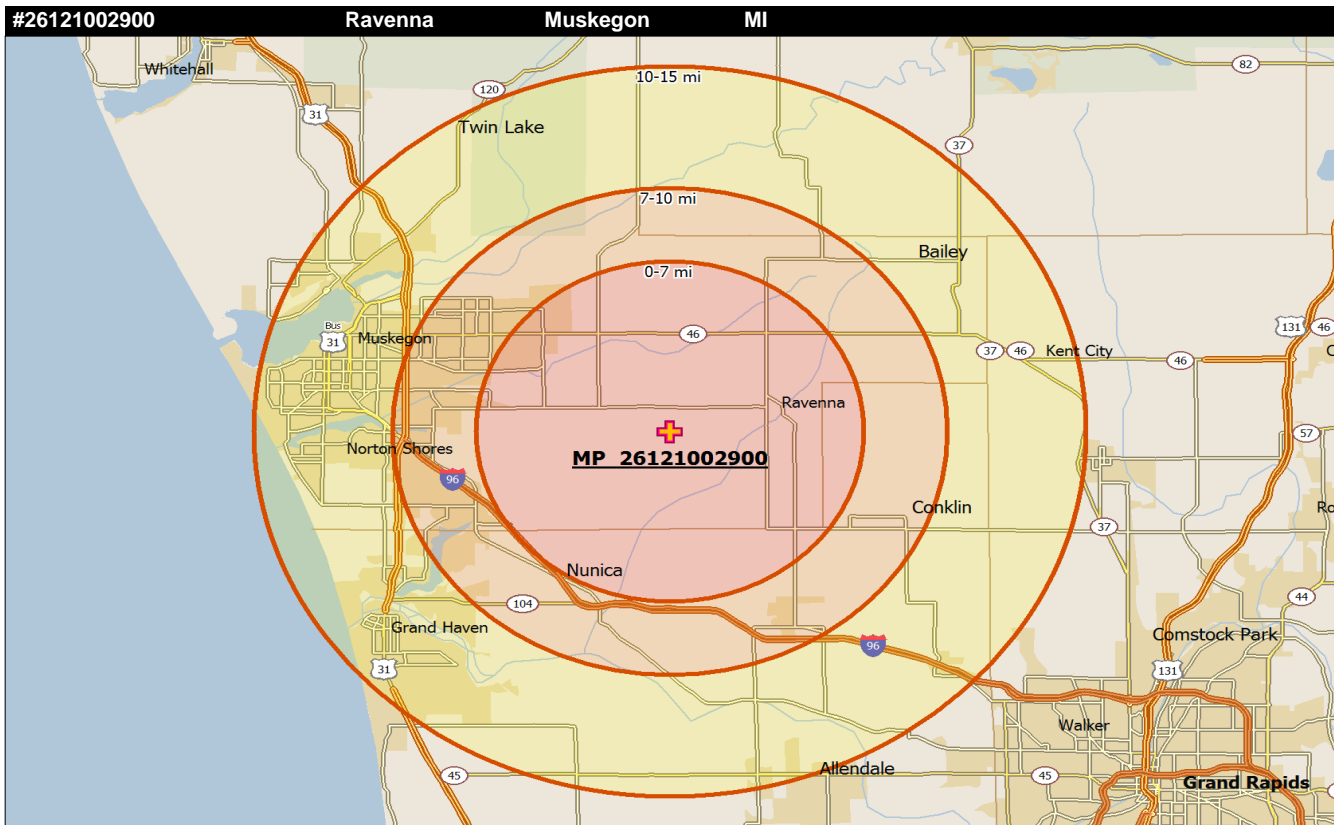 #26121002900 Ravenna Muskegon MI
10-15 mi
Whitehall
82
120
31
Twin Lake
37
7-10 mi
Bailey
0-7 mi
Bus
31
Muskegon
46
131
46
37
46
Kent City
46
Ravenna
57
Norton Shores
MP 26121002900
96
Conklin
37
Nunica
104
44
Grand Haven
Comstock Park
96
31
131
Walker
Allendale
45
45
Grand Rapids